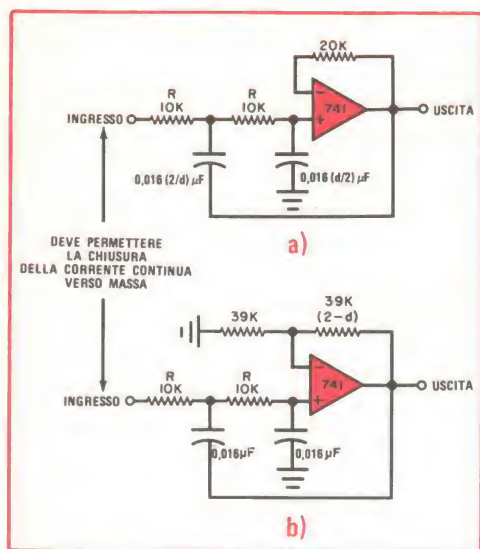 20K
R
10K
R
10K
741
INGRESSO
USCITA
0,016 (2/d) µF
0,016 (d/2) µF
a)
DEVE PERMETTERE
LA CHIUSURA
DELLA CORRENTE CONTINUA
VERSO MASSA
39K
39K
(2-d)
R
10K
R
10K
741
INGRESSO
USCITA
0,016µF
0,016µF
b)